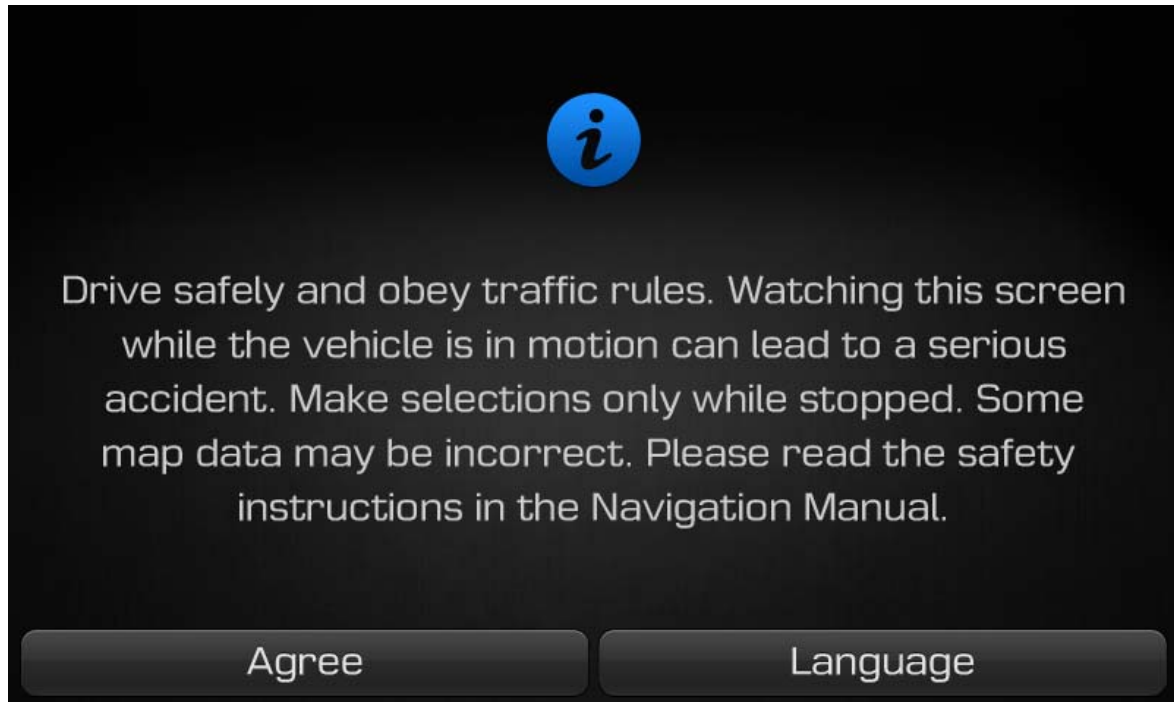 i
Drive safely and obey traffic rules. Watching this screen
while the vehicle is in motion can lead to a serious
accident. Make selections only while stopped. Some
map data may be incorrect. Please read the safety
instructions in the Navigation Manual.
Agree
Language